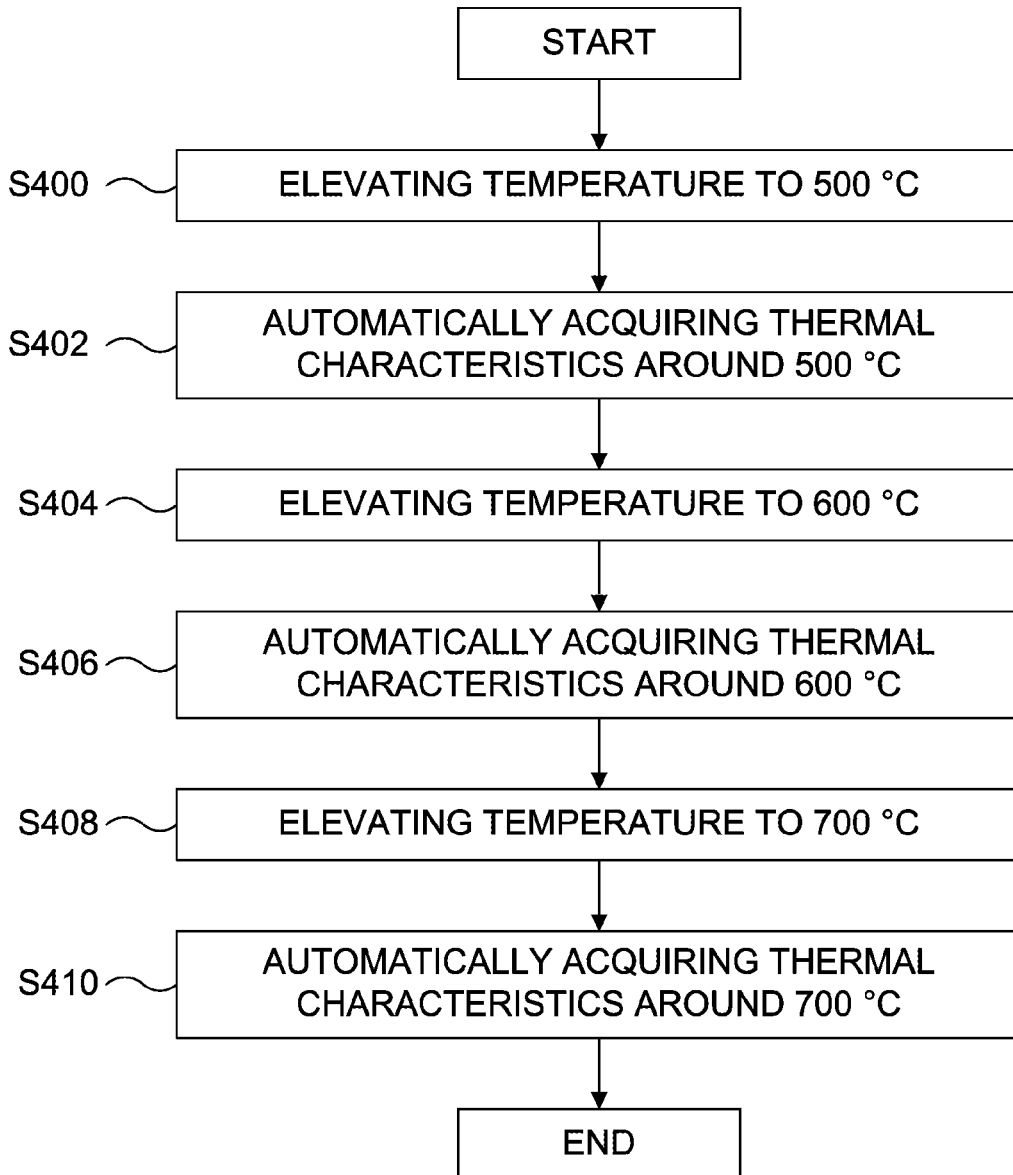 START
S400
ELEVATING TEMPERATURE TO 500 °C
S402
AUTOMATICALLY ACQUIRING THERMAL
CHARACTERISTICS AROUND 500 °C
S404
ELEVATING TEMPERATURE TO 600 °C
S406
AUTOMATICALLY ACQUIRING THERMAL
CHARACTERISTICS AROUND 600 °C
S408
ELEVATING TEMPERATURE TO 700 °C
S410
AUTOMATICALLY ACQUIRING THERMAL
CHARACTERISTICS AROUND 700 °C
END